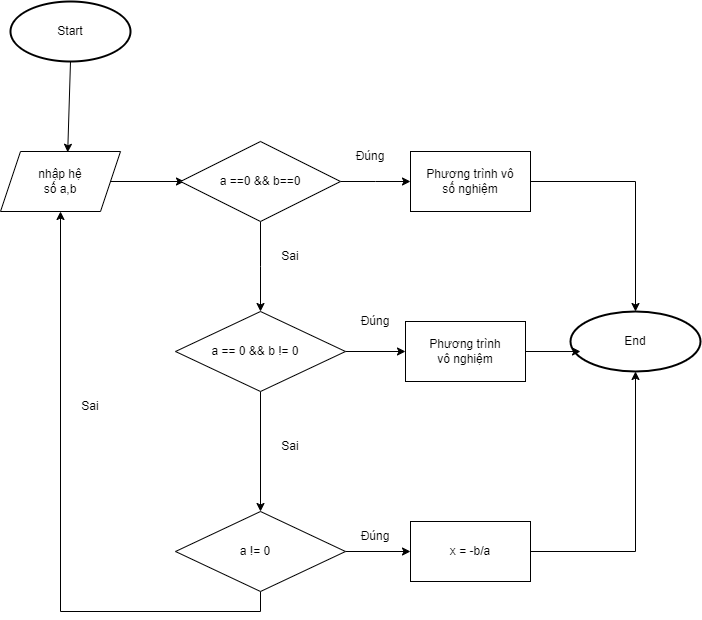 Start
nhập hệ
số a,b
a ==0 && b==0
Đúng
Phương trình vô
số nghiệm
Sai
a == 0 && b != 0
Đúng
Phương trình
vô nghiệm
End
Sai
Sai
a != 0
Đúng
x = -b/a